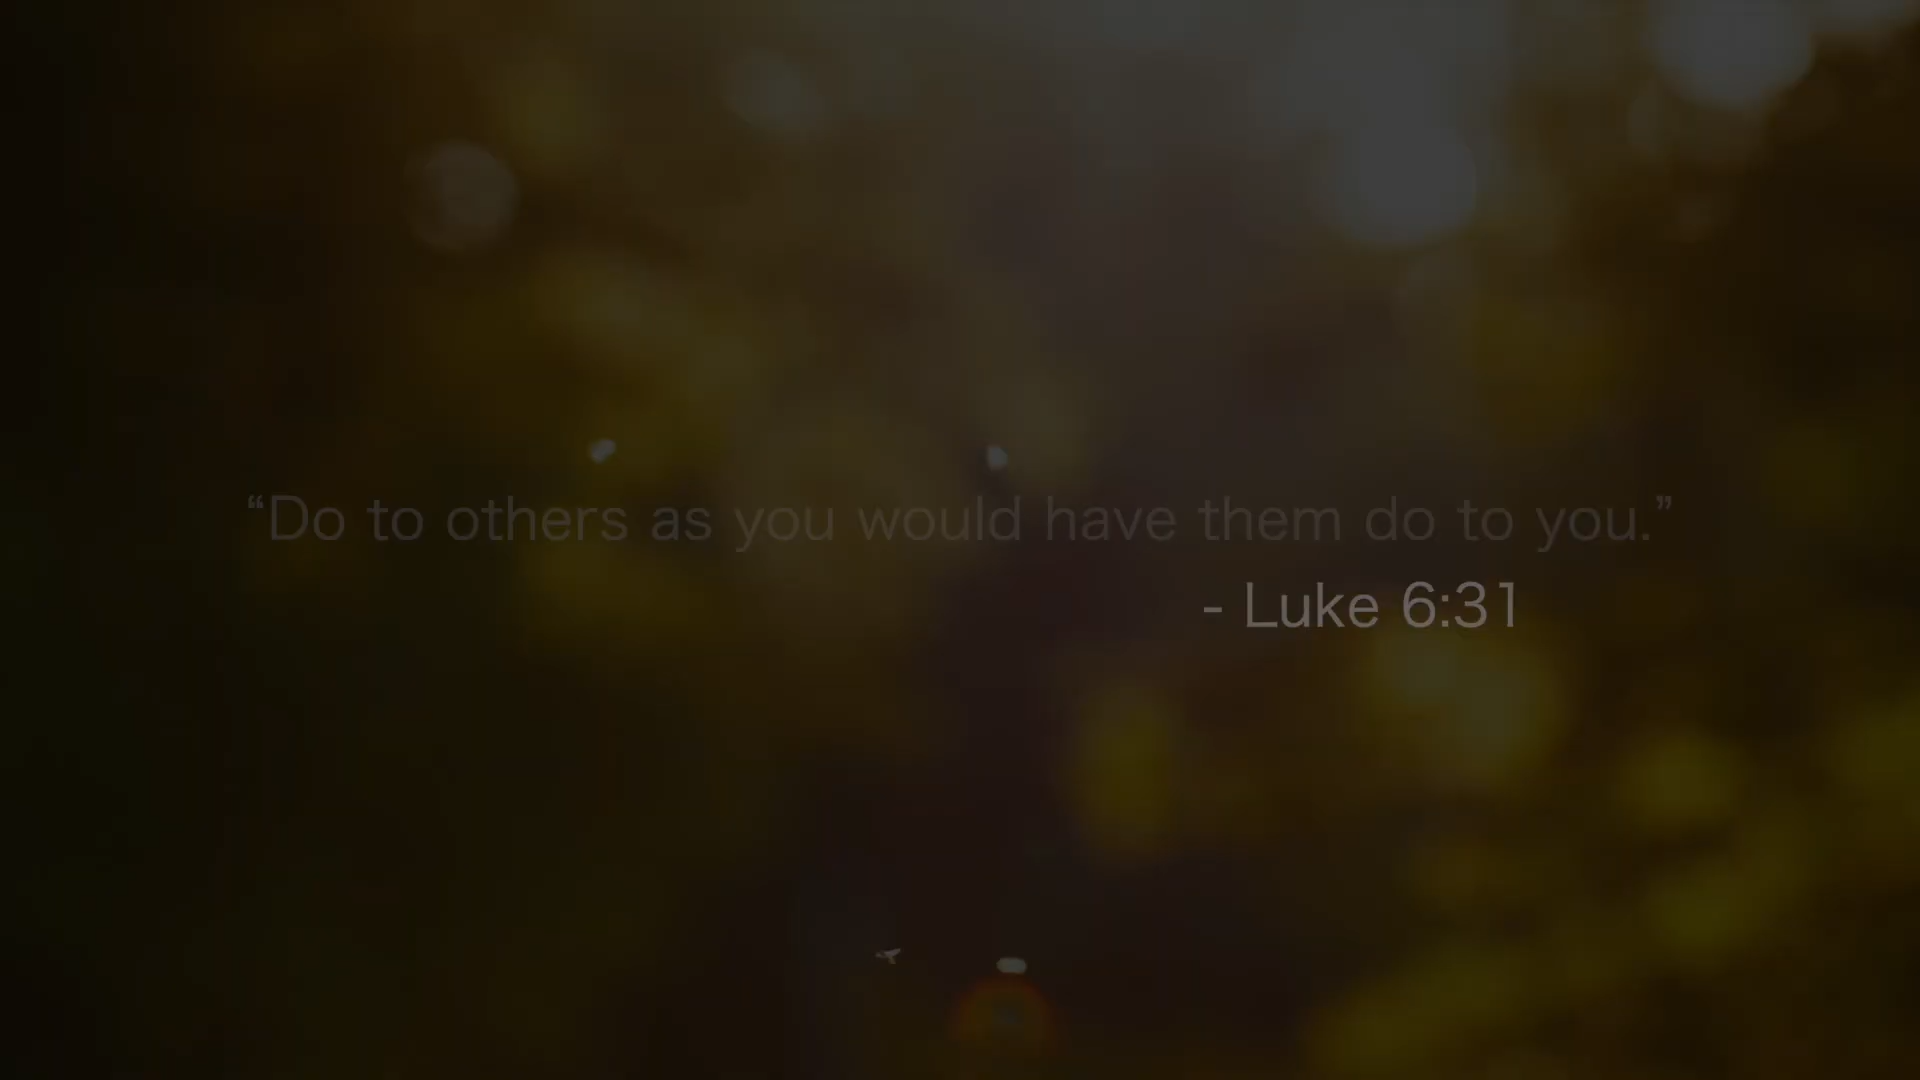 “Do to others as you would have them do to you.”
- Luke 6:31